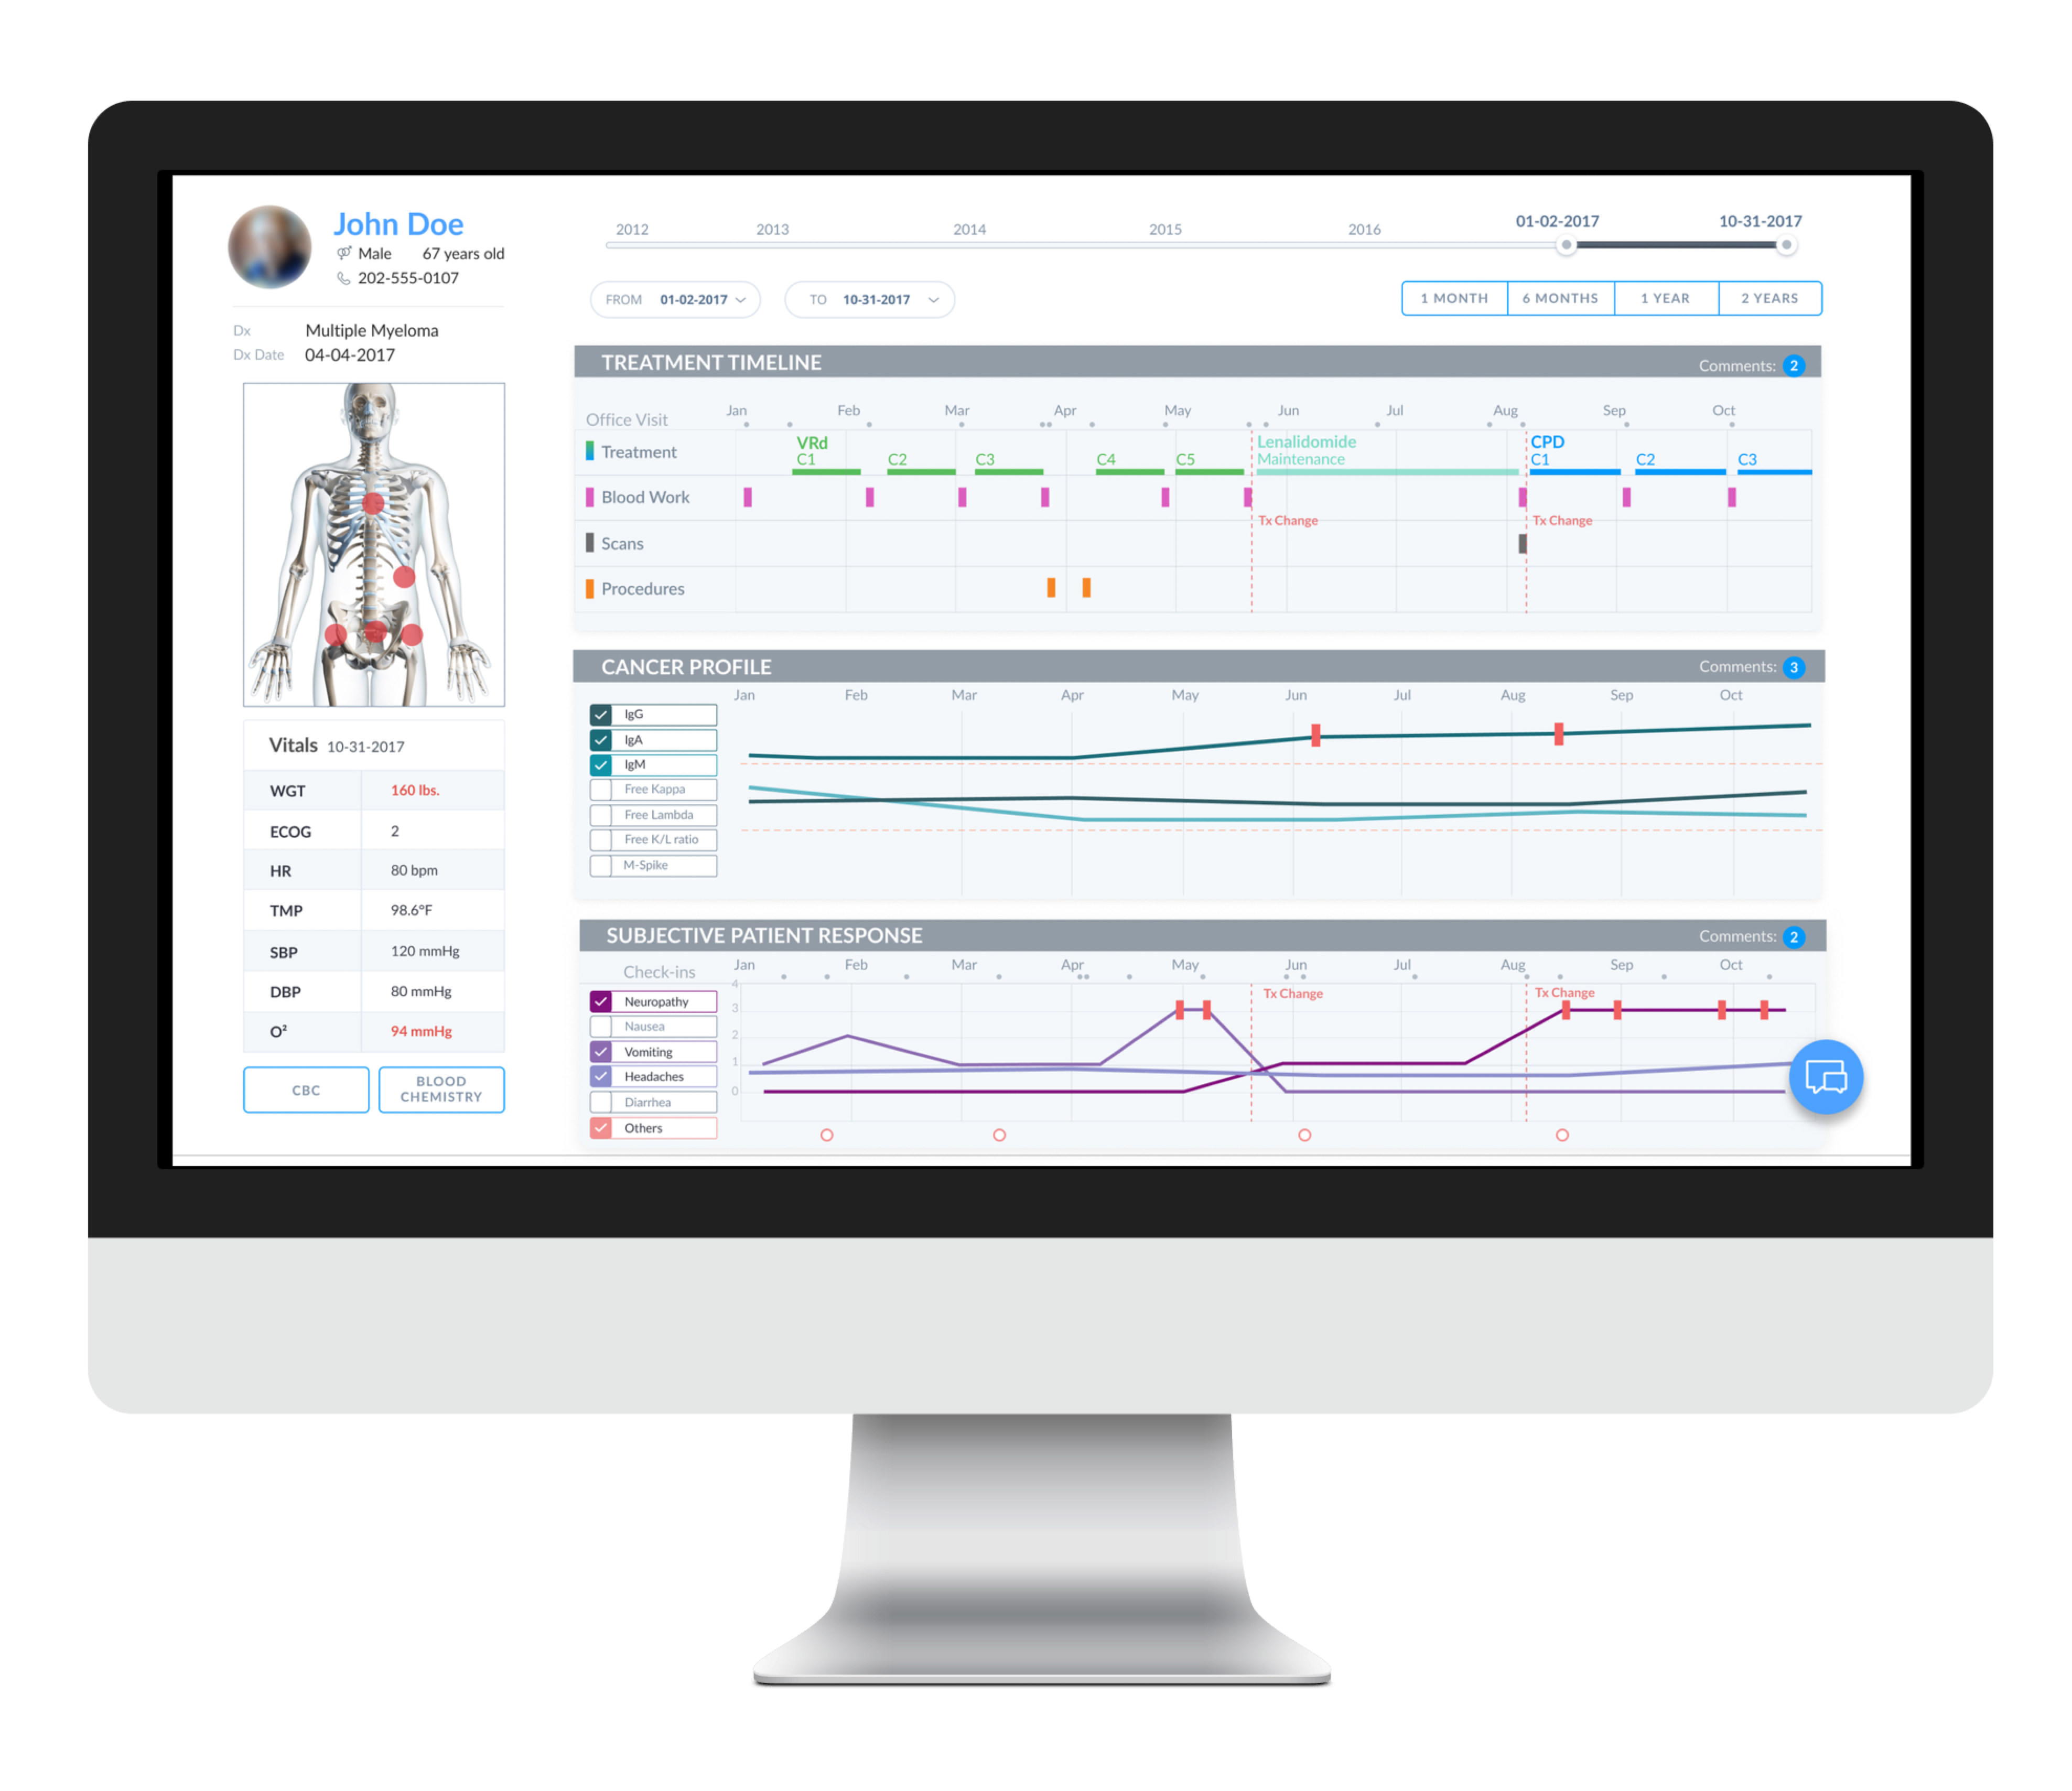 John Doe
Male 67 years old
202-555-0107
Dx Multiple Myeloma
Dx Date 04-04-2017
Vitals 10-31-2017
WGT 160 lbs.
ECOG 2
HR 80 bpm
TMP 98.6°F
SBP 120 mmHg
DBP 80 mmHg
O² 94 mmHg
CBC
BLOOD
CHEMISTRY
2012 2013 2014 2015 2016 01-02-2017 10-31-2017
FROM 01-02-2017 TO 10-31-2017
1 MONTH 6 MONTHS 1 YEAR 2 YEARS
TREATMENT TIMELINE Comments: 2
Jan Feb Mar Apr May Jun Jul Aug Sep Oct
Office Visit
Treatment
VRd
C1 C2 C3 C4 C5
Lenalidomide
Maintenance
CPD
C1 C2 C3
Blood Work
Tx Change Tx Change
Scans
Procedures
CANCER PROFILE Comments: 3
Jan Feb Mar Apr May Jun Jul Aug Sep Oct
IgG
IgA
IgM
Free Kappa
Free Lambda
Free K/L ratio
M-Spike
SUBJECTIVE PATIENT RESPONSE Comments: 2
Jan Feb Mar Apr May Jun Jul Aug Sep Oct
Check-ins
4
3
2
1
0
Tx Change Tx Change
Neuropathy
Nausea
Vomiting
Headaches
Diarrhea
Others